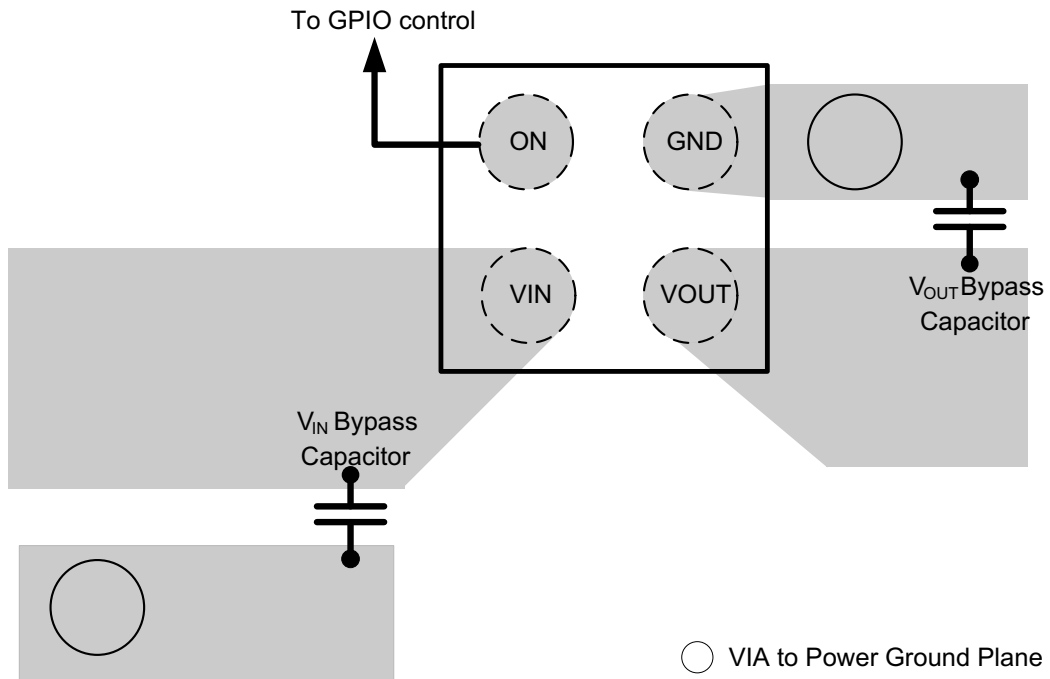 To GPIO control
ON
GND
VIN
VOUT
VOUT Bypass
Capacitor
VIN Bypass
Capacitor
VIA to Power Ground Plane